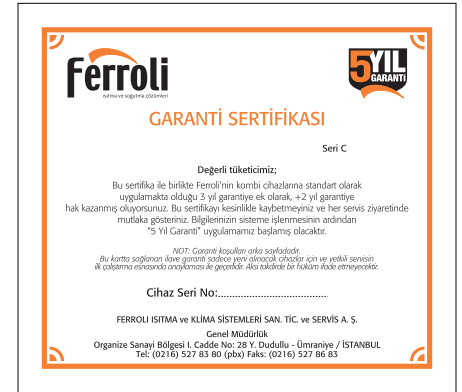 Ferroli
ısıtma ve soğutma çözümleri
5 YIL
GARANTİ
GARANTİ SERTİFİKASI
Seri C
Değerli tüketicimiz;
Bu sertifika ile birlikte Ferroli'nin kombi cihazlarına standart olarak
uygulamakta olduğu 3 yıl garantiye ek olarak, +2 yıl garantiye
hak kazanmış oluyorsunuz. Bu sertifikayı kesinlikle kaybetmeyiniz ve her servis ziyaretinde
mutlaka gösteriniz. Bilgilerinizin sisteme işlenmesinin ardından
"5 Yıl Garanti" uygulamamız başlamış olacaktır.
NOT: Garanti koşulları arka sayfadadır.
Bu kartta sağlanan ilave garanti sadece yeni alınacak cihazlar için ve yetkili servisin
ilk çalıştırma esnasında onaylaması ile geçerlidir. Aksi takdirde bir hüküm ifade etmeyecektir.
Cihaz Seri No:......................................
FERROLI ISITMA ve KLİMA SİSTEMLERİ SAN. TİC. ve SERVİS A. Ş.
Genel Müdürlük
Organize Sanayi Bölgesi I. Cadde No: 28 Y. Dudullu - Ümraniye / İSTANBUL
Tel: (0216) 527 83 80 (pbx) Faks: (0216) 527 86 83